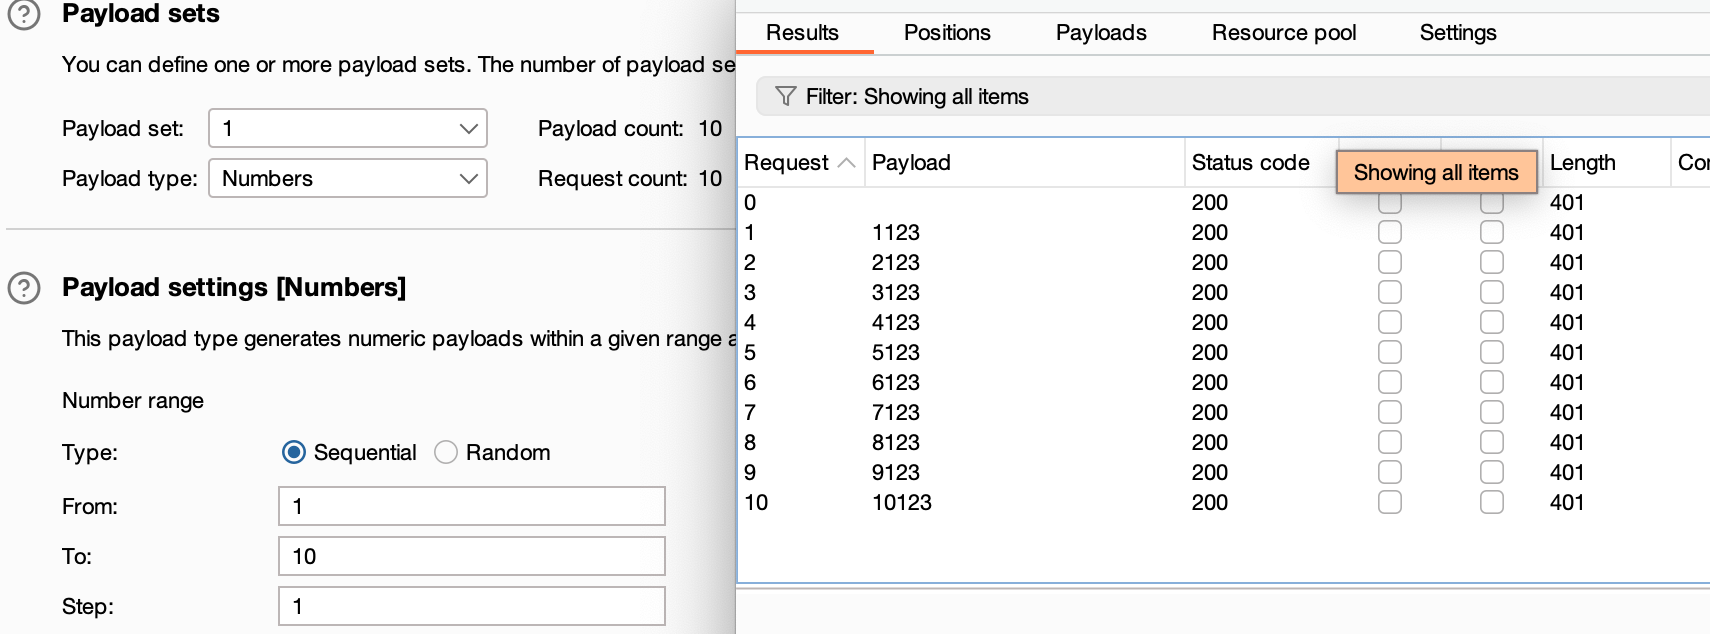 Payload sets
You can define one or more payload sets. The number of payload se
Payload set: 1 Payload count: 10
Payload type: Numbers Request count: 10
Payload settings [Numbers]
This payload type generates numeric payloads within a given range a
Number range
Type: Sequential Random
From: 1
To: 10
Step: 1
Results Positions Payloads Resource pool Settings
Filter: Showing all items
Request Payload Status code Showing all items Length Cor
0 200 401
1 1123 200 401
2 2123 200 401
3 3123 200 401
4 4123 200 401
5 5123 200 401
6 6123 200 401
7 7123 200 401
8 8123 200 401
9 9123 200 401
10 10123 200 401